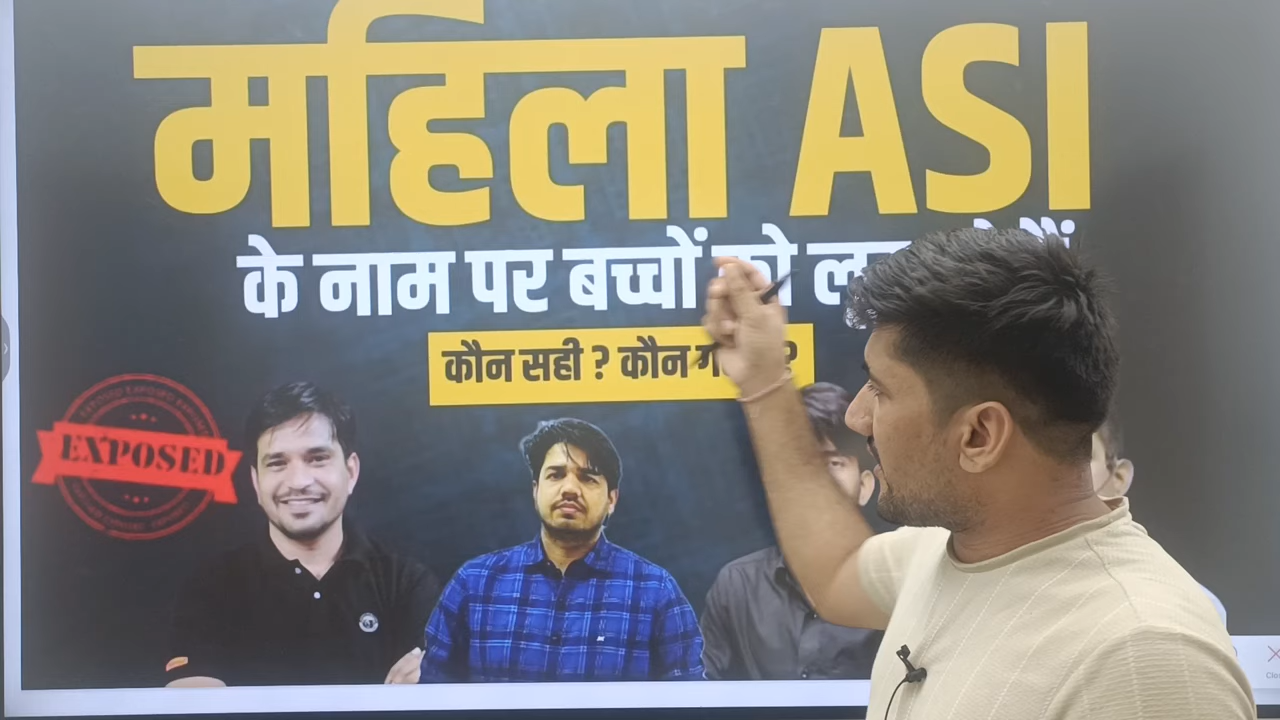 महिला ASI
के नाम पर बच्चों को
कौन सही ? कौन
EXPOSED